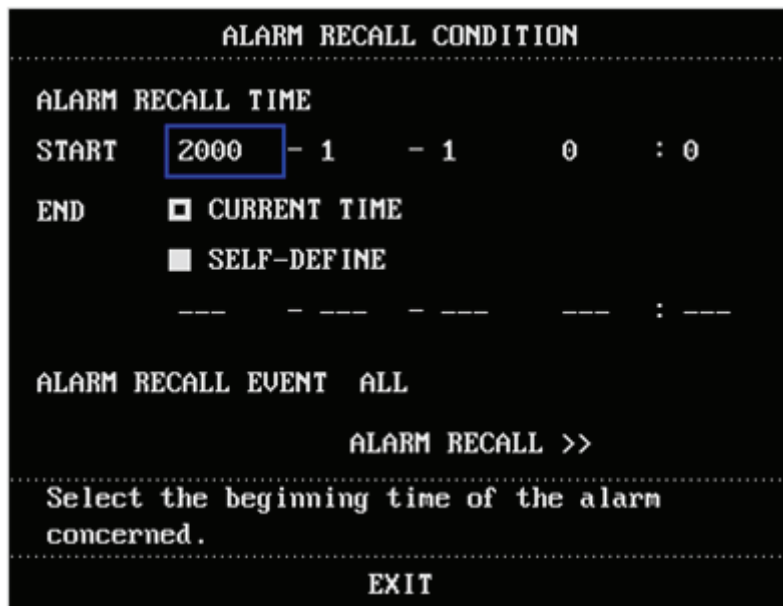 ALARM RECALL CONDITION
ALARM RECALL TIME
START 2000 - 1 - 1 0 : 0
END CURRENT TIME
SELF-DEFINE
--- - --- - --- --- : ---
ALARM RECALL EVENT ALL
ALARM RECALL >>
Select the beginning time of the alarm
concerned.
EXIT